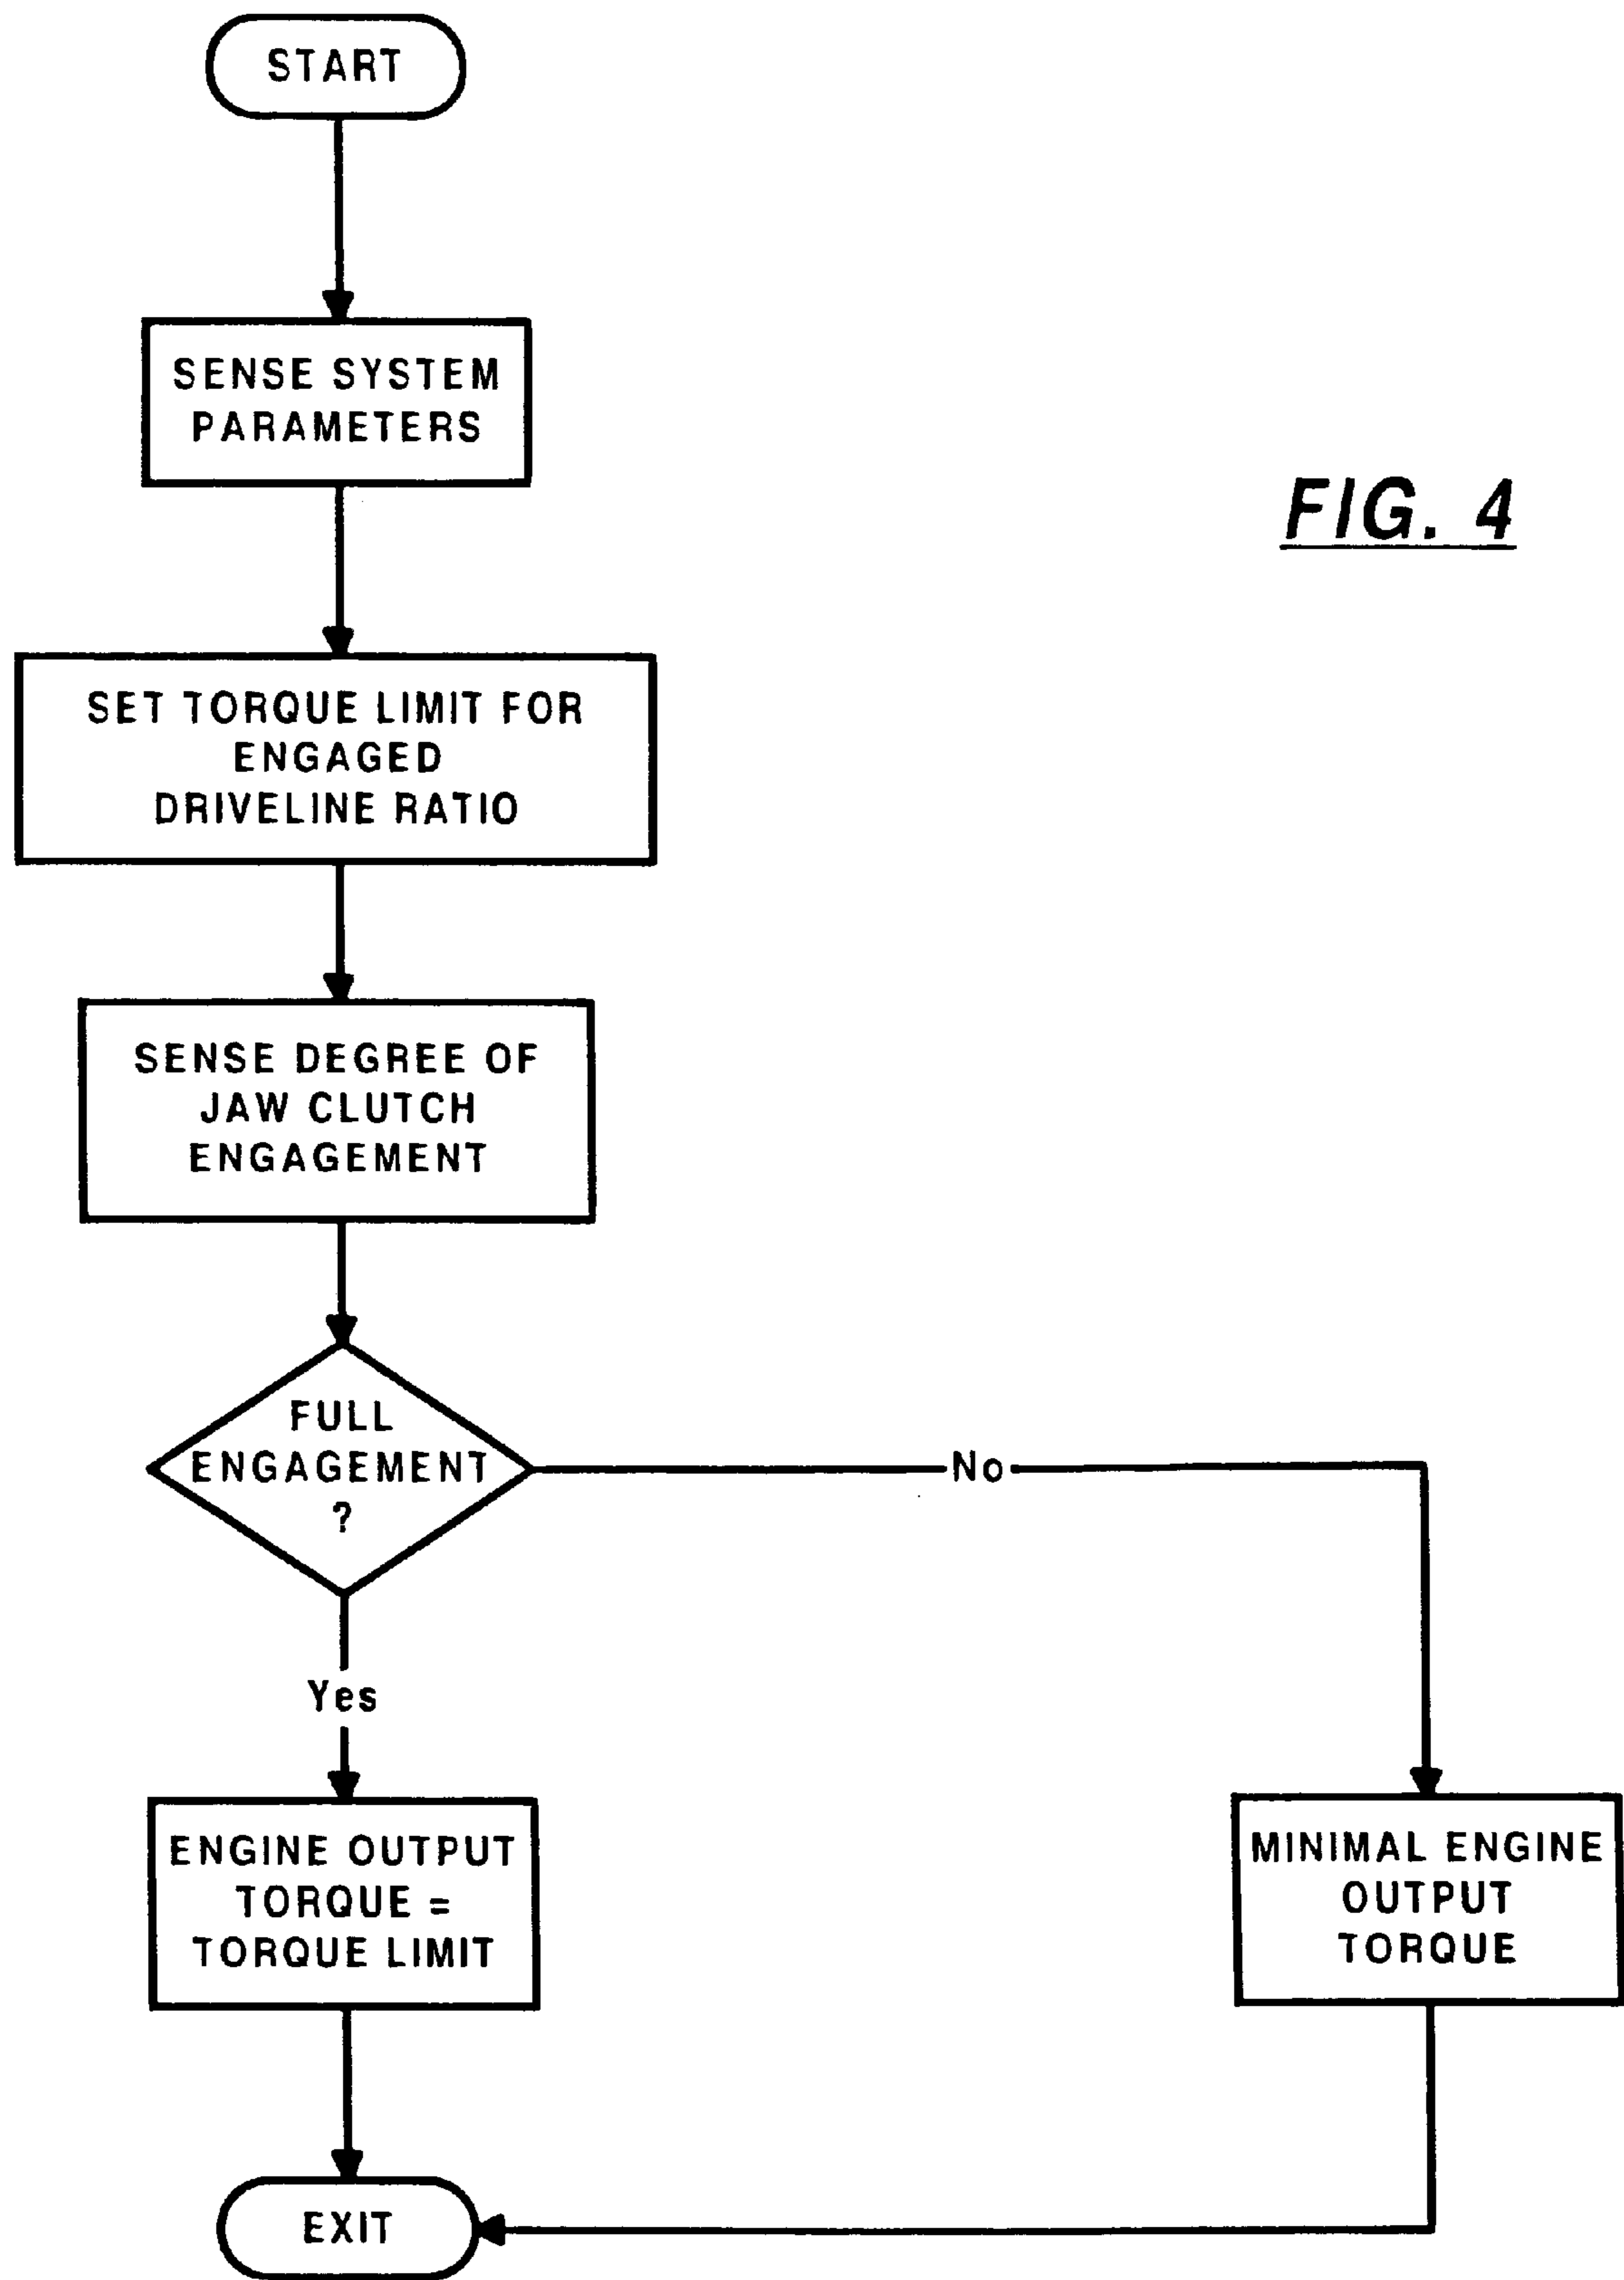 START
SENSE SYSTEM
PARAMETERS
FIG. 4
SET TORQUE LIMIT FOR
ENGAGED
DRIVELINE RATIO
SENSE DEGREE OF
JAW CLUTCH
ENGAGEMENT
FULL
ENGAGEMENT
?
No
Yes
ENGINE OUTPUT
TORQUE =
TORQUE LIMIT
MINIMAL ENGINE
OUTPUT
TORQUE
EXIT